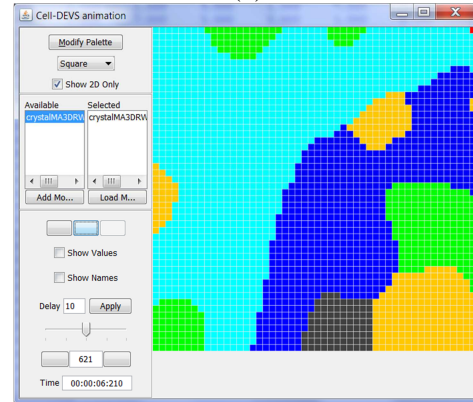 Cell-DEVS animation
Modify Palette
Square
Show 2D Only
Available Selected
crystalMA3DRW crystalMA3DRW
Add Mo... Load M...
Show Values
Show Names
Delay 10 Apply
621
Time 00:00:06:210